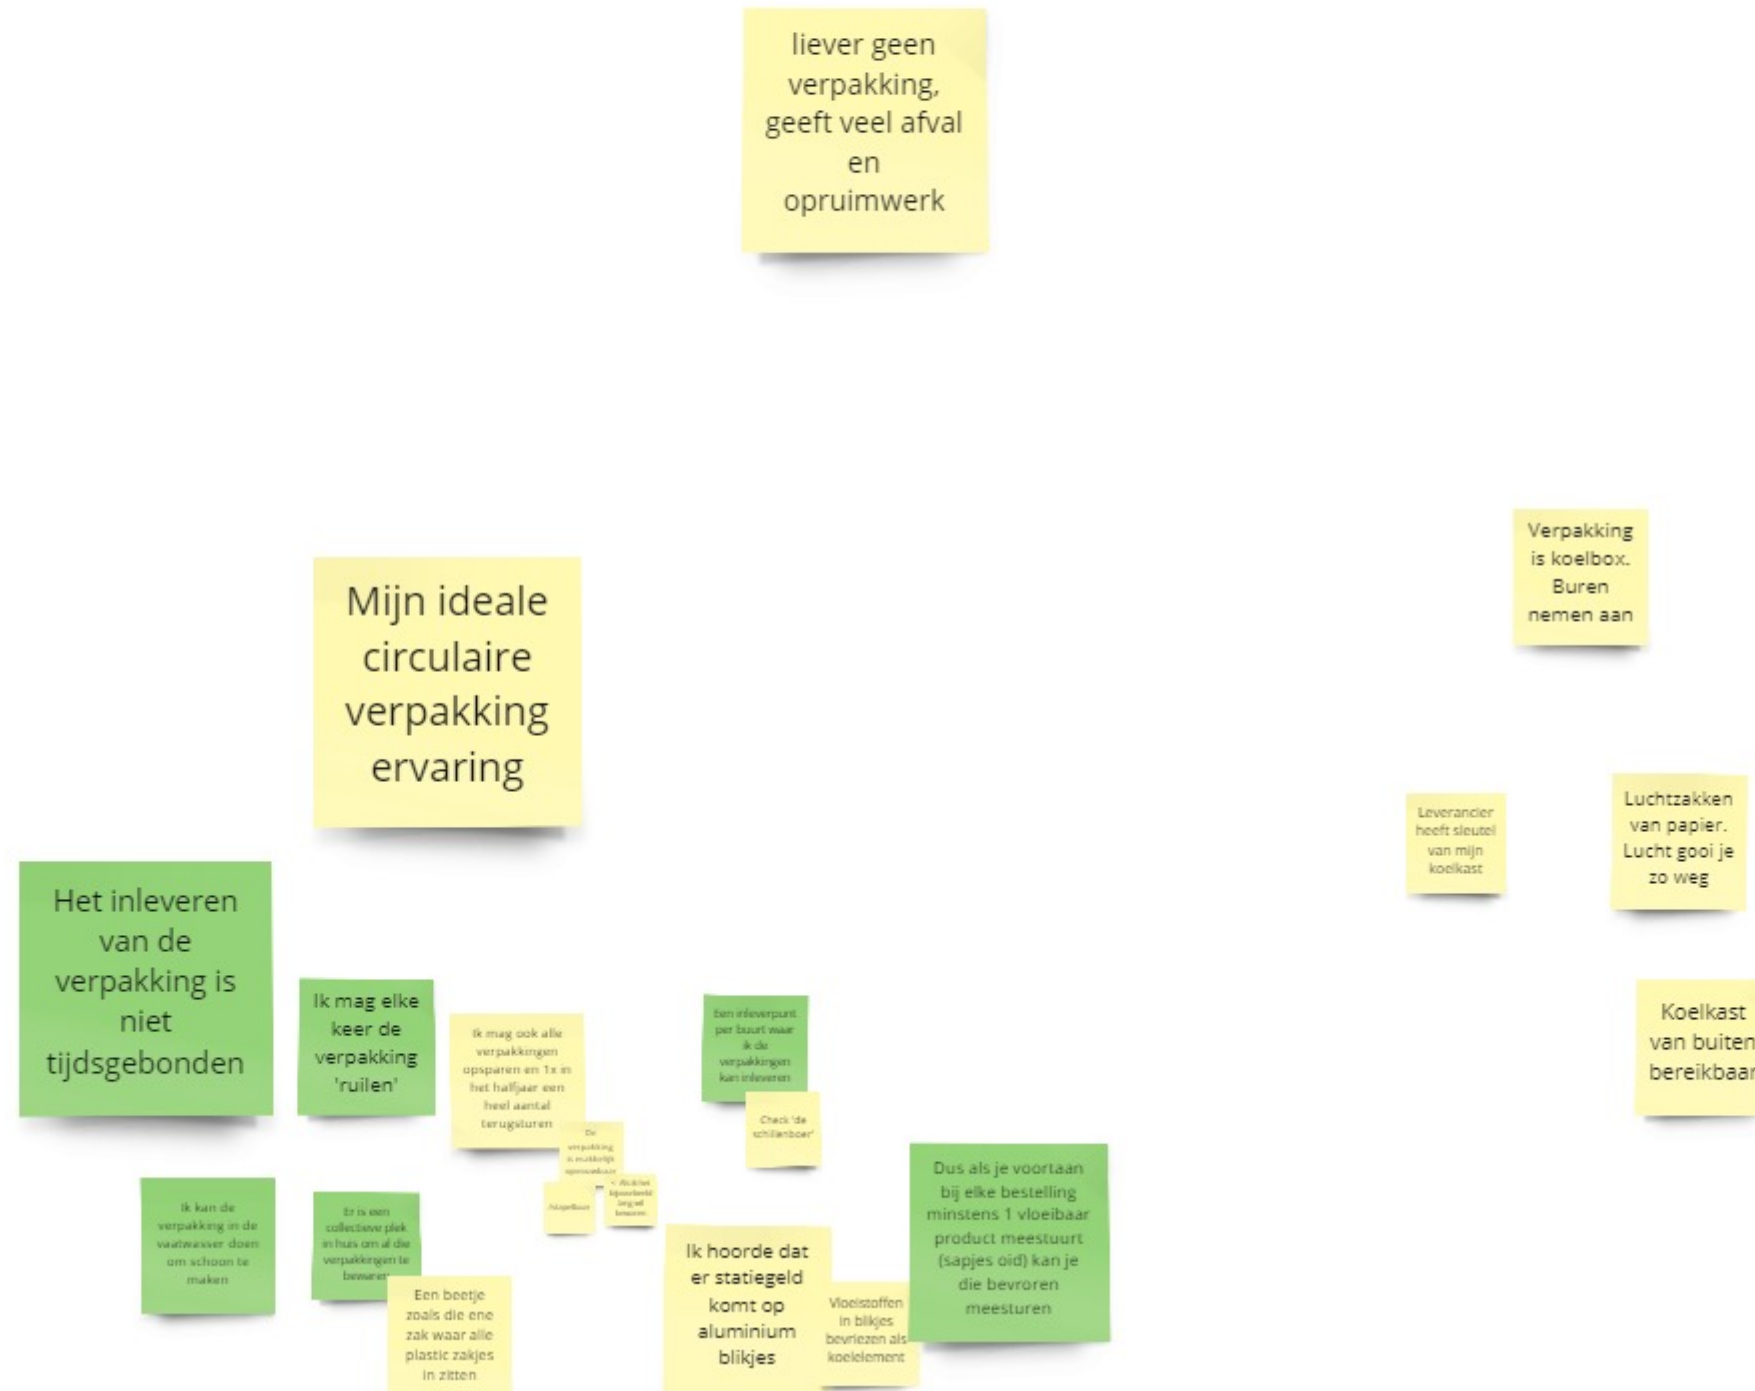 liever geen
verpakking,
geeft veel afval
en
opruimwerk
Verpakking
is koelbox.
Buren
nemen aan
Mijn ideale
circulaire
verpakking
ervaring
Leverancier
heeft sleutel
van mijn
koelkast
Luchtzakken
van papier.
Lucht gooi je
zo weg
Het inleveren
van de
verpakking is
niet
tijdsgebonden
Ik mag elke
keer de
verpakking
'ruilen'
Ik mag ook alle
verpakkingen
opsparen en 1x in
het halfjaar een
heel aantal
terugsturen
Een inleverpunt
per buurt waar
ik de
verpakkingen
kan inleveren
Check 'de
schillenboer'
Koelkast
van buiten
bereikbaar
De
verpakking
is makkelijk
Stapelbaar
Ik kan de
verpakking in de
vaatwasser doen
om schoon te
maken
Er is een
collectieve plek
in huis om al die
verpakkingen te
bewaren
Een beetje
zoals die ene
zak waar alle
plastic zakjes
in zitten
Ik hoorde dat
er statiegeld
komt op
aluminium
blikjes
Vloeistoffen
in blikjes
bevriezen als
koelelement
Dus als je voortaan
bij elke bestelling
minstens 1 vloeibaar
product meestuurt
(sapjes oid) kan je
die bevroren
meesturen